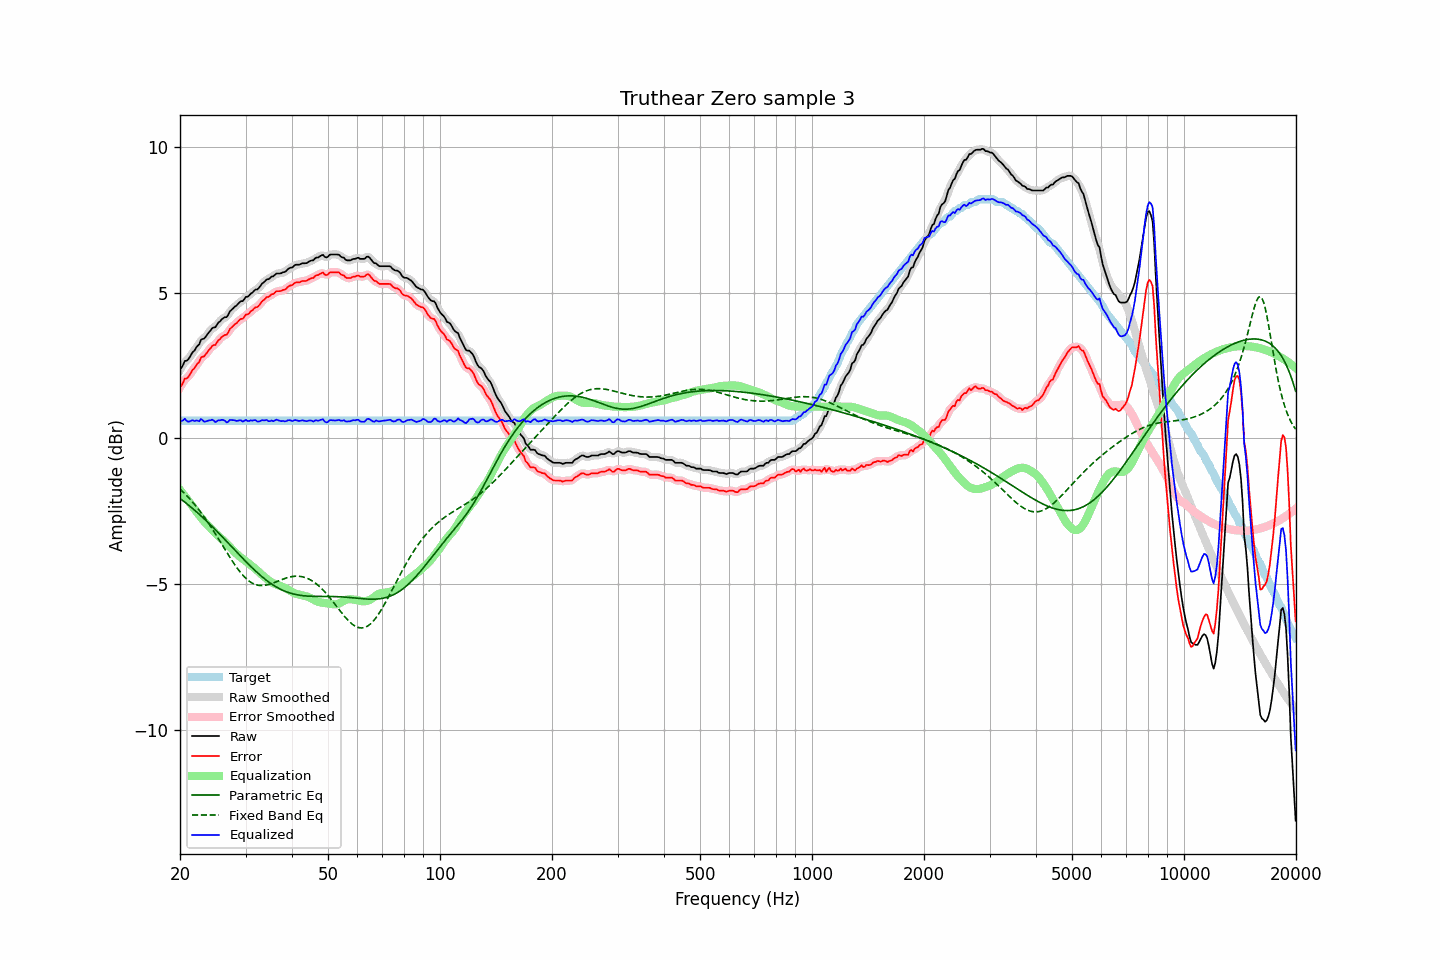 Truthear Zero sample 3
10
5
0
−5
−10
Amplitude (dBr)
Target
Raw Smoothed
Error Smoothed
Raw
Error
Equalization
Parametric Eq
Fixed Band Eq
Equalized
20 50 100 200 500 1000 2000 5000 10000 20000
Frequency (Hz)